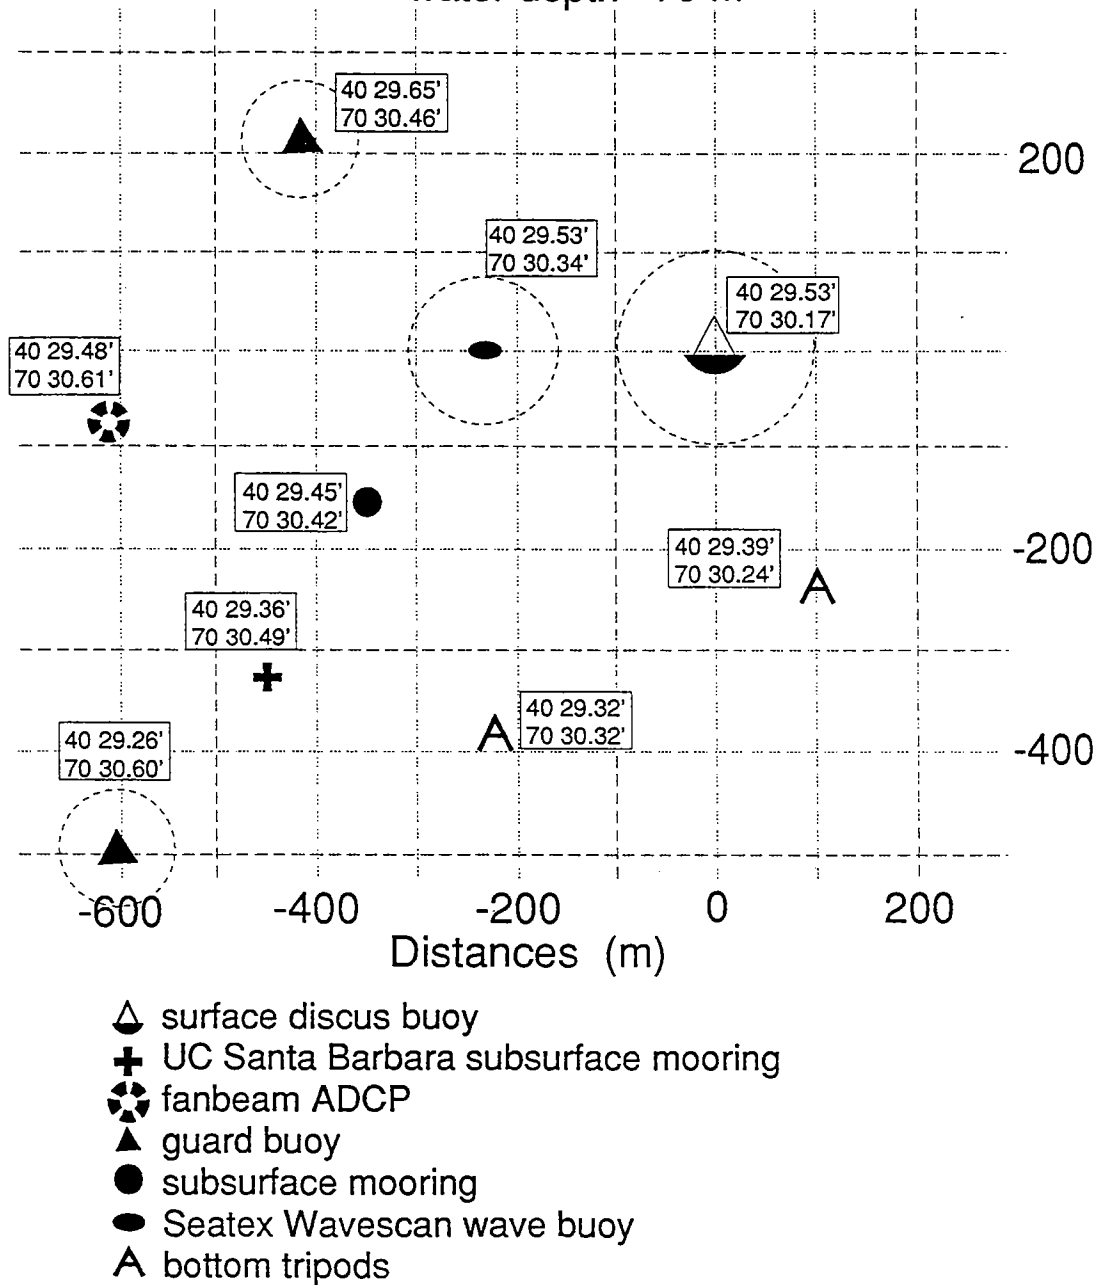 40 29.65'
70 30.46'
200
40 29.53'
70 30.34'
40 29.53'
70 30.17'
40 29.48'
70 30.61'
40 29.45'
70 30.42'
40 29.39'
70 30.24'
-200
40 29.36'
70 30.49'
40 29.32'
70 30.32'
40 29.26'
70 30.60'
-400
-600 -400 -200 0 200
Distances (m)
surface discus buoy
UC Santa Barbara subsurface mooring
fanbeam ADCP
guard buoy
subsurface mooring
Seatex Wavescan wave buoy
bottom tripods